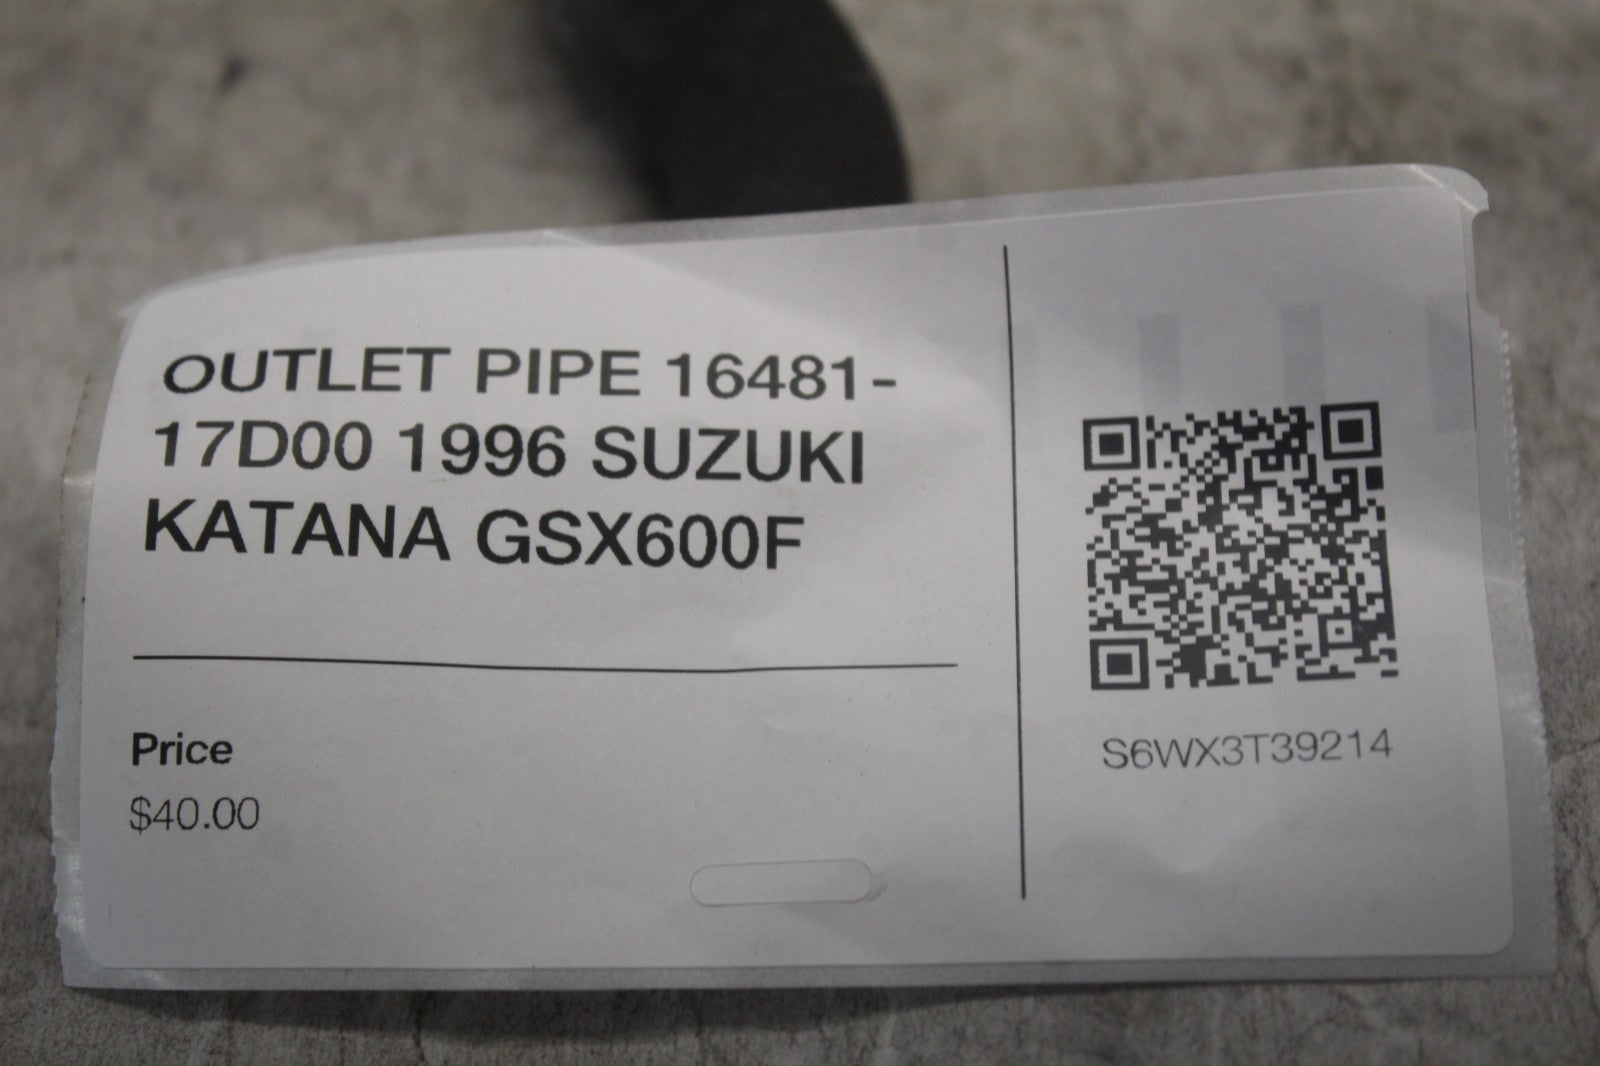 OUTLET PIPE 16481-
17D00 1996 SUZUKI
KATANA GSX600F
Price
$40.00
S6WX3T39214